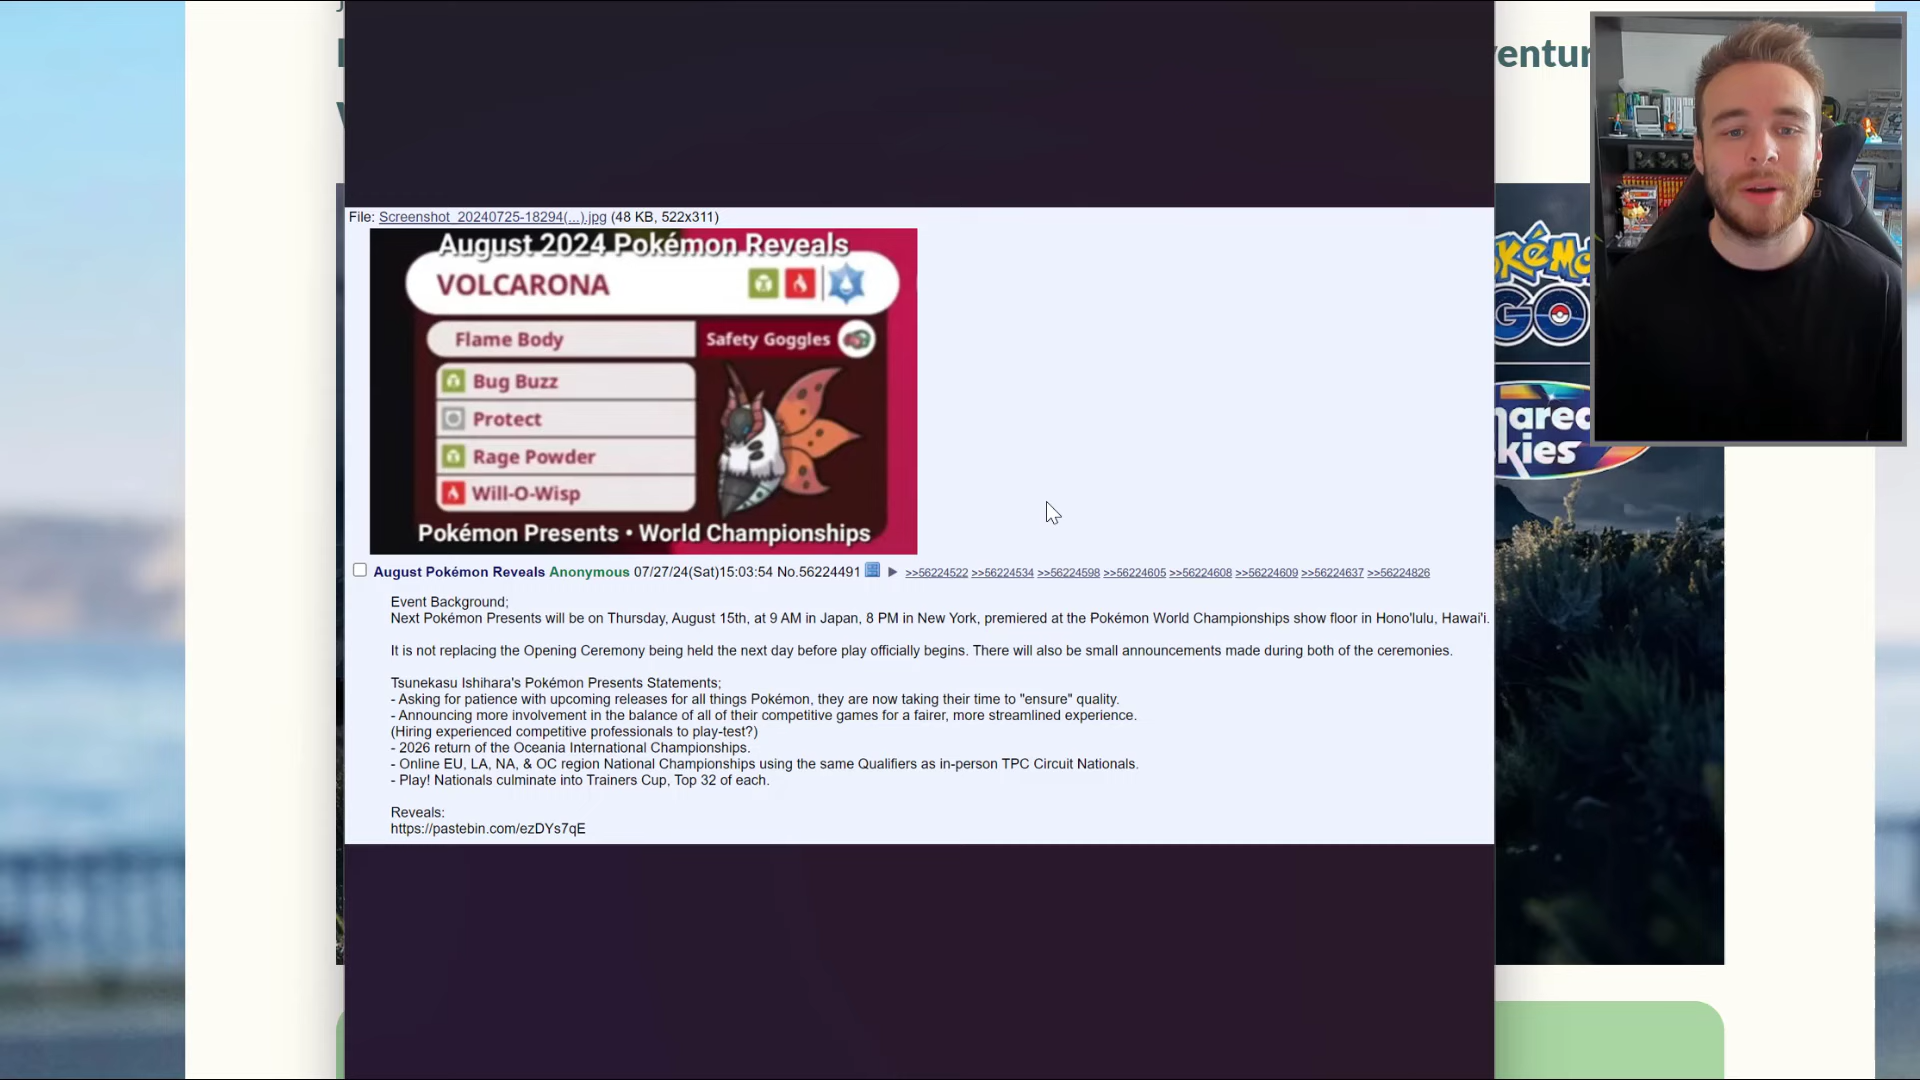 ventur
File: Screenshot_20240725-18294(...).jpg (48 KB, 522x311)
August 2024 Pokémon Reveals
VOLCARONA
Flame Body
Safety Goggles
Bug Buzz
Protect
Rage Powder
Will-O-Wisp
Pokémon Presents • World Championships
August Pokémon Reveals Anonymous 07/27/24(Sat)15:03:54 No.56224491 ▶ >>56224522 >>56224534 >>56224598 >>56224605 >>56224608 >>56224609 >>56224637 >>56224826
Event Background;
Next Pokémon Presents will be on Thursday, August 15th, at 9 AM in Japan, 8 PM in New York, premiered at the Pokémon World Championships show floor in Hono'lulu, Hawai'i.
It is not replacing the Opening Ceremony being held the next day before play officially begins. There will also be small announcements made during both of the ceremonies.
Tsunekasu Ishihara's Pokémon Presents Statements;
- Asking for patience with upcoming releases for all things Pokémon, they are now taking their time to "ensure" quality.
- Announcing more involvement in the balance of all of their competitive games for a fairer, more streamlined experience.
(Hiring experienced competitive professionals to play-test?)
- 2026 return of the Oceania International Championships.
- Online EU, LA, NA, & OC region National Championships using the same Qualifiers as in-person TPC Circuit Nationals.
- Play! Nationals culminate into Trainers Cup, Top 32 of each.
Reveals:
https://pastebin.com/ezDYs7qE
okémo
GO
hared
kies